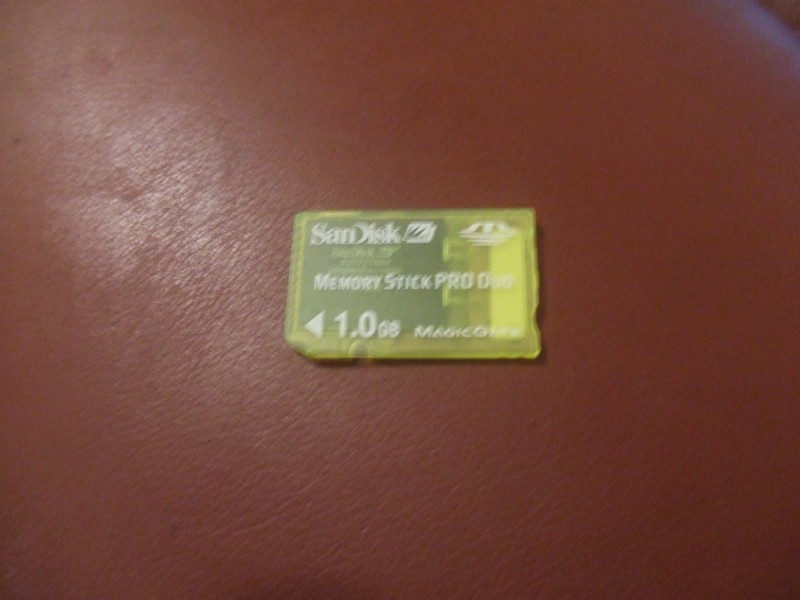 SanDisk
MEMORY STICK PRO DUO
1.0GB MAGICGATE